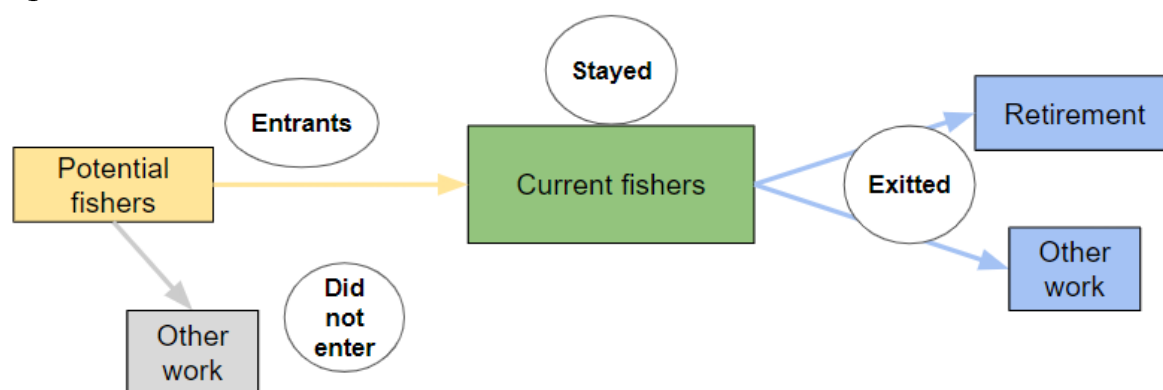 Stayed
Entrants
Retirement
Potential
fishers
Current fishers
Exitted
Did
not
enter
Other
work
Other
work